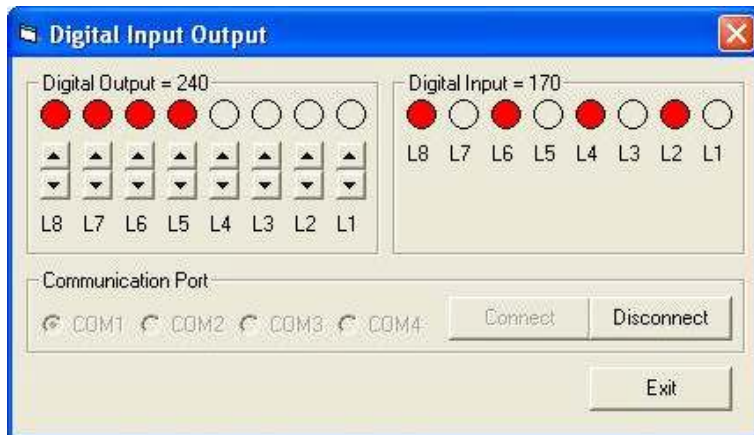 Digital Input Output
Digital Output = 240
L8 L7 L6 L5 L4 L3 L2 L1
Digital Input = 170
L8 L7 L6 L5 L4 L3 L2 L1
Communication Port
COM1 COM2 COM3 COM4 Connect Disconnect
Exit